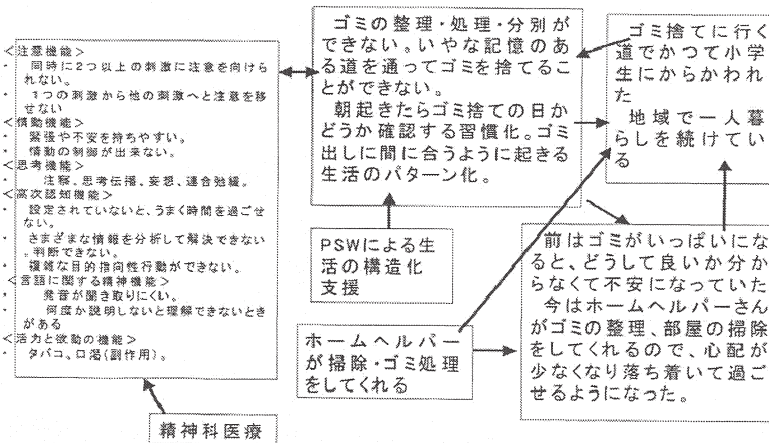 <注意機能>
・ 同時に2つ以上の刺激に注意を向けら
れない。
・ 1つの刺激から他の刺激へと注意を移
せない
<情動機能>
・ 緊張や不安を持ちやすい。
・ 情動の制御が出来ない。
<思考機能>
・ 注察、思考伝播、妄想、連合弛緩。
<高次認知機能>
・ 設定されていないと、うまく時間を過ごせ
ない。
・ さまざまな情報を分析して解決できない
、判断できない。
・ 複雑な目的指向性行動ができない。
<言語に関する精神機能>
・ 発音が聞き取りにくい。
・ 何度か説明しないと理解できないとき
がある
<活力と欲動の機能>
・ タバコ、口渇(副作用)。
精神科医療
ゴミの整理・処理・分別が
できない。いやな記憶のあ
る道を通ってゴミを捨てるこ
とができない。
朝起きたらゴミ捨ての日か
どうか確認する習慣化。ゴミ
出しに間に合うように起きる
生活のパターン化。
PSWによる生
活の構造化
支援
ホームヘルパー
が掃除・ゴミ処理
をしてくれる
ゴミ捨てに行く
道でかつて小学
生にからかわれ
た
地域で一人暮
らしを続けてい
る
前はゴミがいっぱいにな
ると、どうして良いか分か
らなくて不安になっていた
今はホームヘルパーさん
がゴミの整理、部屋の掃除
をしてくれるので、心配が
少なくなり落ち着いて過ご
せるようになった。